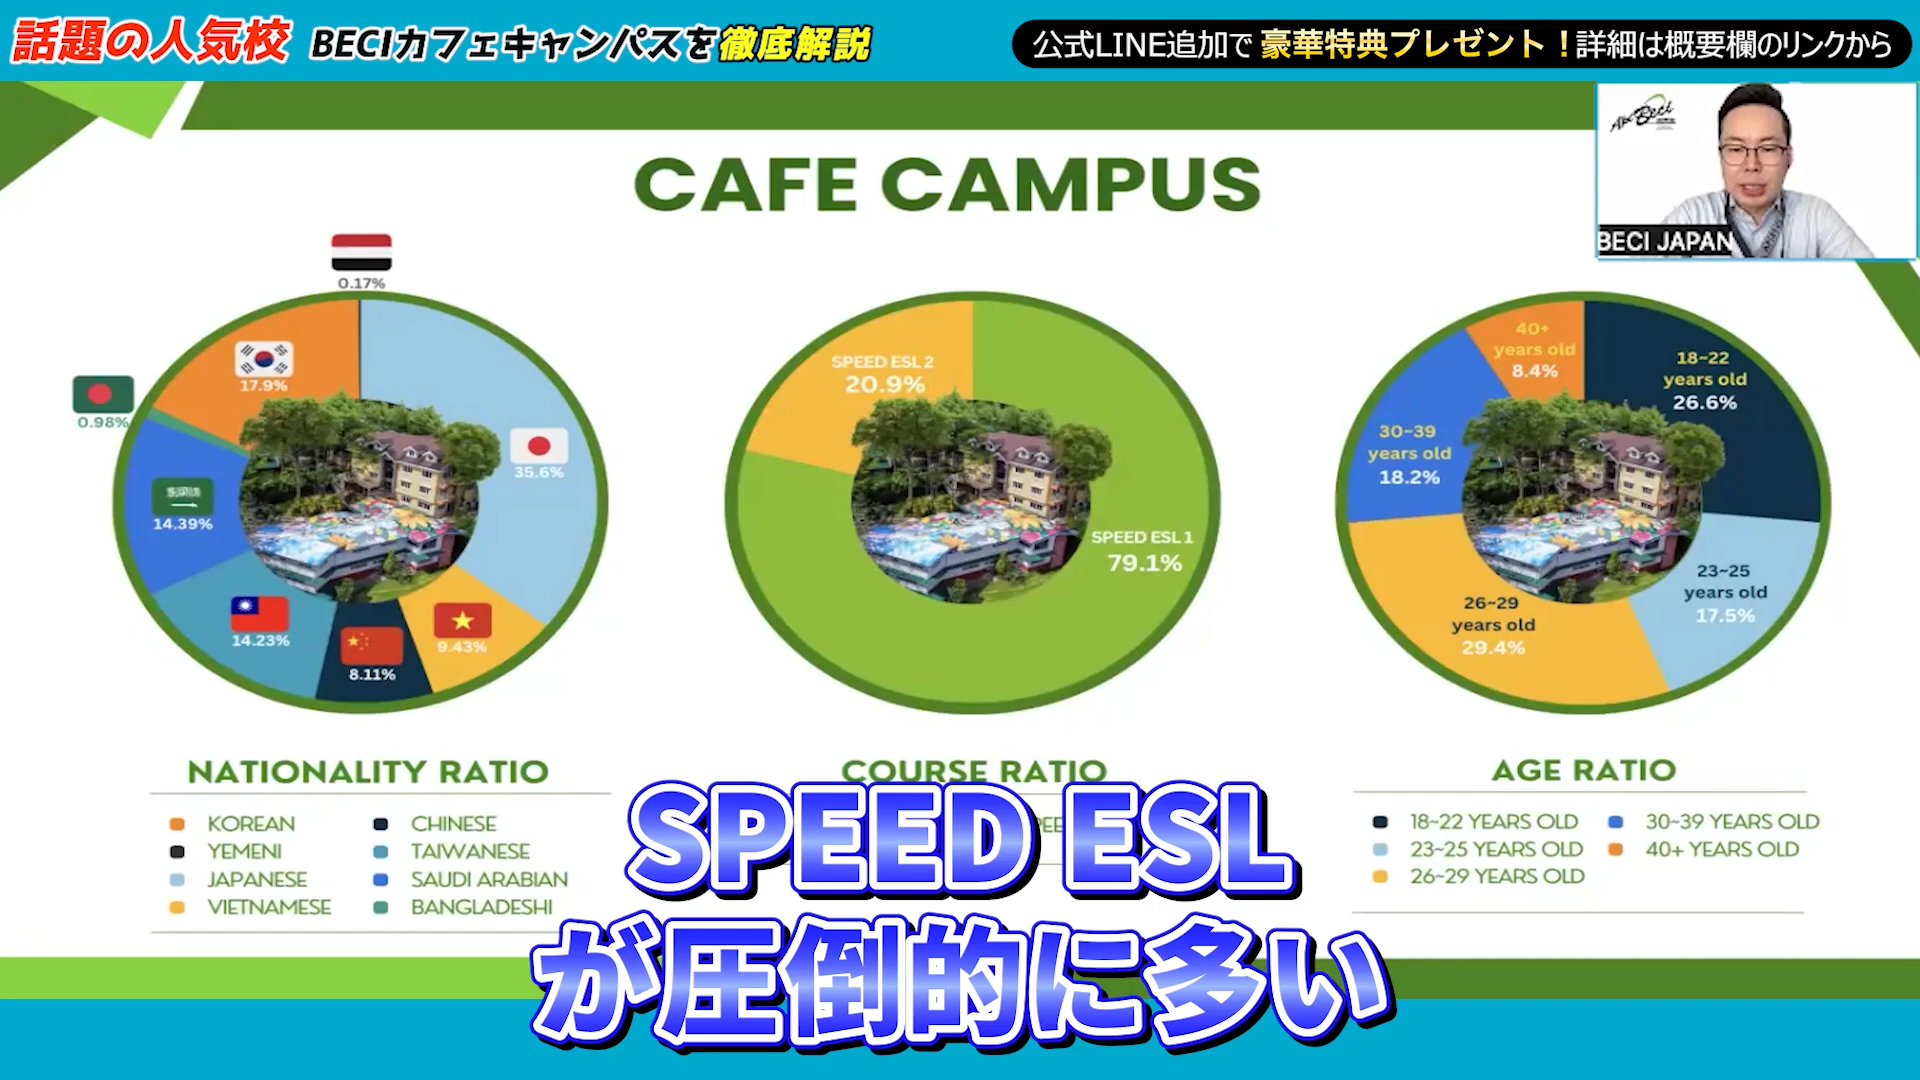 話題の人気校 BECIカフェキャンパスを徹底解説
公式LINE追加で 豪華特典プレゼント！詳細は概要欄のリンクから
Beci
BECI JAPAN
CAFE CAMPUS
0.17%
17.9%
0.98%
35.6%
14.39%
14.23%
8.11%
9.43%
SPEED ESL 2
20.9%
SPEED ESL 1
79.1%
40+
years old
8.4%
18~22
years old
26.6%
30~39
years old
18.2%
23~25
years old
17.5%
26~29
years old
29.4%
NATIONALITY RATIO
KOREAN
YEMENI
JAPANESE
VIETNAMESE
CHINESE
TAIWANESE
SAUDI ARABIAN
BANGLADESHI
COURSE RATIO
AGE RATIO
18~22 YEARS OLD
23~25 YEARS OLD
26~29 YEARS OLD
30~39 YEARS OLD
40+ YEARS OLD
SPEED ESL
が圧倒的に多い